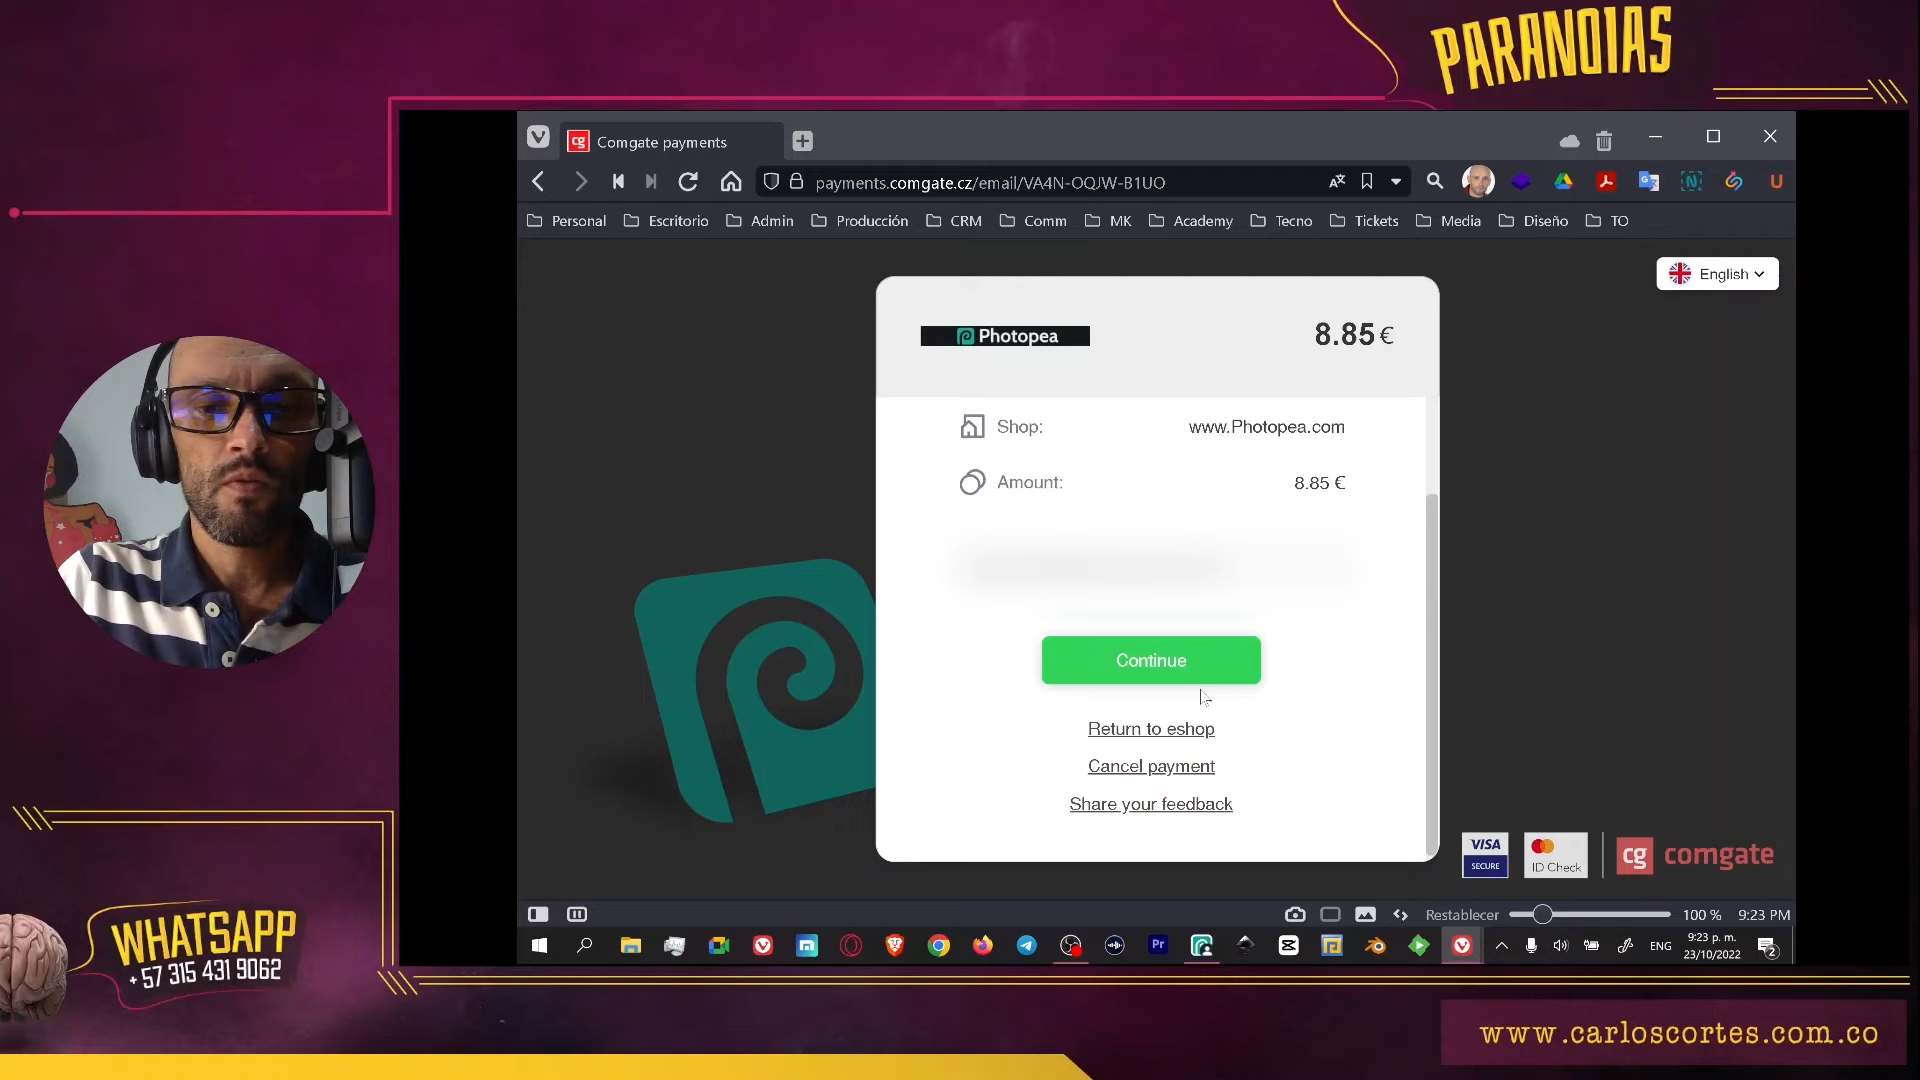 PARANOIAS
cg Comgate payments
payments.comgate.cz/email/VA4N-OQJW-B1UO
Personal Escritorio Admin Producción CRM Comm MK Academy Tecno Tickets Media Diseño TO
English
Photopea 8.85 €
Shop: www.Photopea.com
Amount: 8.85 €
Continue
Return to eshop
Cancel payment
Share your feedback
VISA SECURE ID Check cg comgate
Restablecer 100 % 9:23 PM
Pr ENG 9:23 p. m.
23/10/2022 2
WHATSAPP
+57 315 431 9062
www.carloscortes.com.co